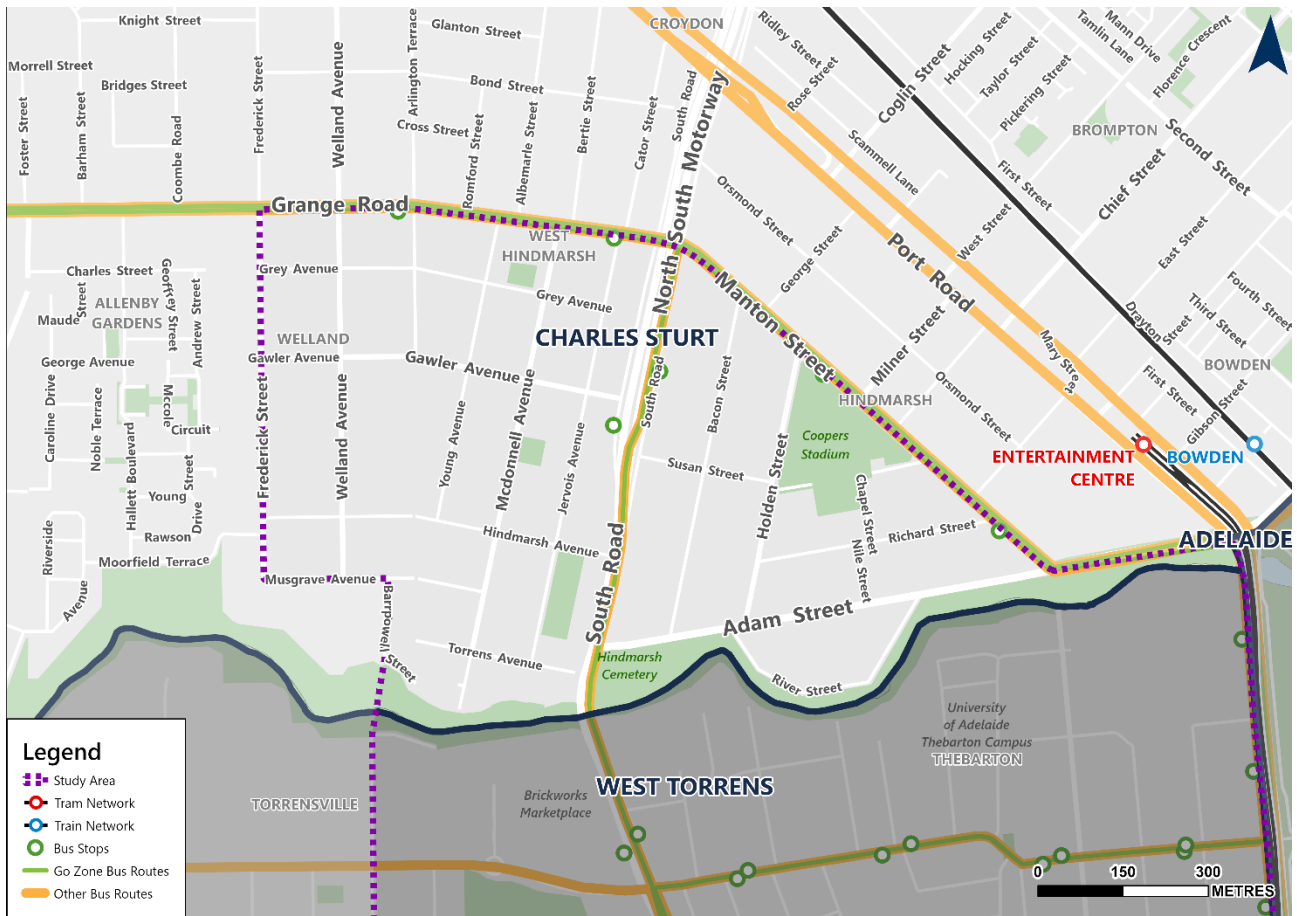 Knight Street
Glanton Street
CROYDON
Ridley Street
Hocking Street
Tamlin Lane
Mann Drive
Florence Crescent
Morrell Street
Bridges Street
Foster Street
Barham Street
Coombe Road
Frederick Street
Welland Avenue
Arlington Terrace
Bond Street
Cross Street
Romford Street
Albemarle Street
Bertie Street
Cator Street
South Road
North South Motorway
Rose Street
Coglin Street
Taylor Street
Pickering Street
BROMPTON
Second Street
Scammell Lane
First Street
Chief Street
Grange Road
WEST
HINDMARSH
Orsmond Street
George Street
Port Road
West Street
East Street
Fourth Street
Third Street
Drayton
Street
Charles Street
Geoffrey Street
Andrew Street
Maude
Street
ALLENBY
GARDENS
George Avenue
Grey Avenue
WELLAND
Gawler Avenue
Grey Avenue
CHARLES STURT
Gawler Avenue
Manton Street
Milner Street
Mary Street
BOWDEN
First Street
Gibson Street
HINDMARSH
Orsmond Street
Caroline Drive
Noble Terrace
Hallett Boulevard
Mccole
Circuit
Street
Young
Drive
Rawson
Frederick Street
Welland Avenue
Young Avenue
Mcdonnell Avenue
Jervois Avenue
South Road
Bacon Street
Susan Street
Holden Street
Coopers
Stadium
Chapel Street
Nile Street
Richard Street
ENTERTAINMENT
CENTRE
BOWDEN
ADELAIDE
Riverside
Avenue
Moorfield Terrace
Hindmarsh Avenue
Musgrave Avenue
Barrpowell
Street
South Road
Adam Street
Torrens Avenue
Hindmarsh
Cemetery
River Street
University
of Adelaide
Thebarton Campus
THEBARTON
WEST TORRENS
TORRENSVILLE
Brickworks
Marketplace
Legend
Study Area
Tram Network
Train Network
Bus Stops
Go Zone Bus Routes
Other Bus Routes
0 150 300
METRES